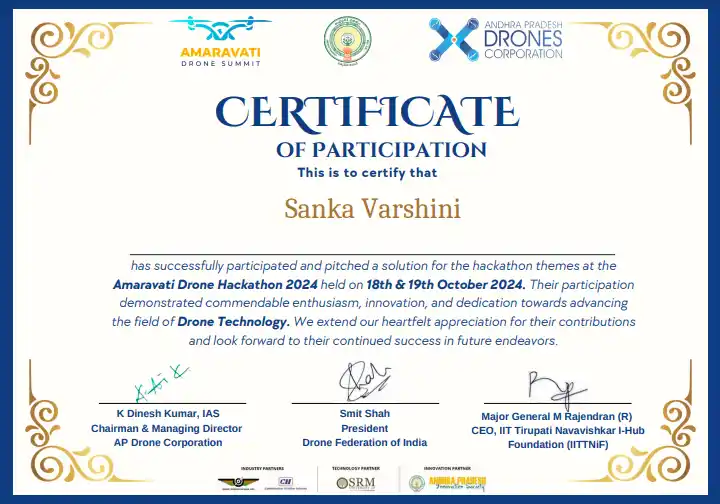 AMARAVATI
DRONE SUMMIT
ANDHRA PRADESH
DRONES
CORPORATION
CERTIFICATE
OF PARTICIPATION
This is to certify that
Sanka Varshini
has successfully participated and pitched a solution for the hackathon themes at the
Amaravati Drone Hackathon 2024 held on 18th & 19th October 2024. Their participation
demonstrated commendable enthusiasm, innovation, and dedication towards advancing
the field of Drone Technology. We extend our heartfelt appreciation for their contributions
and look forward to their continued success in future endeavors.
K Dinesh Kumar, IAS
Chairman & Managing Director
AP Drone Corporation
Smit Shah
President
Drone Federation of India
Major General M Rajendran (R)
CEO, IIT Tirupati Navavishkar I-Hub
Foundation (IITTNiF)
INDUSTRY PARTNERS
TECHNOLOGY PARTNER
INNOVATION PARTNER
CII
SRM
ANDHRA PRADESH
Innovation Society